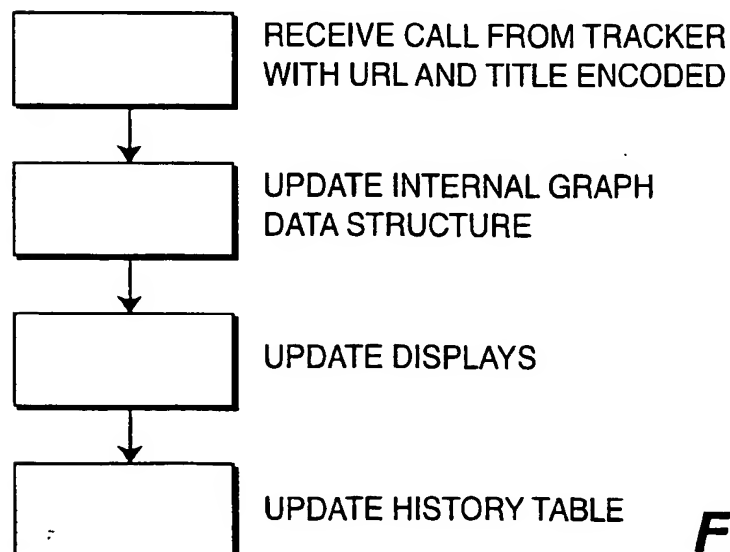 RECEIVE CALL FROM TRACKER
WITH URL AND TITLE ENCODED
UPDATE INTERNAL GRAPH
DATA STRUCTURE
UPDATE DISPLAYS
UPDATE HISTORY TABLE
F